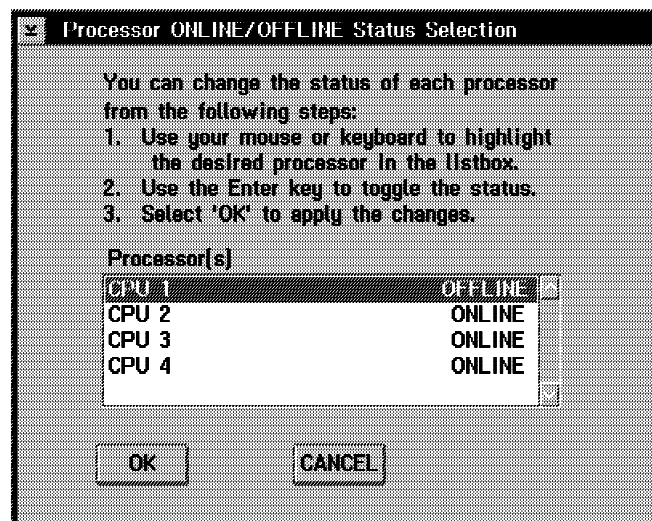 Processor ONLINE/OFFLINE Status Selection
You can change the status of each processor
from the following steps:
1. Use your mouse or keyboard to highlight
the desired processor in the listbox.
2. Use the Enter key to toggle the status.
3. Select 'OK' to apply the changes.
Processor(s)
CPU 1 OFFLINE
CPU 2 ONLINE
CPU 3 ONLINE
CPU 4 ONLINE
OK CANCEL